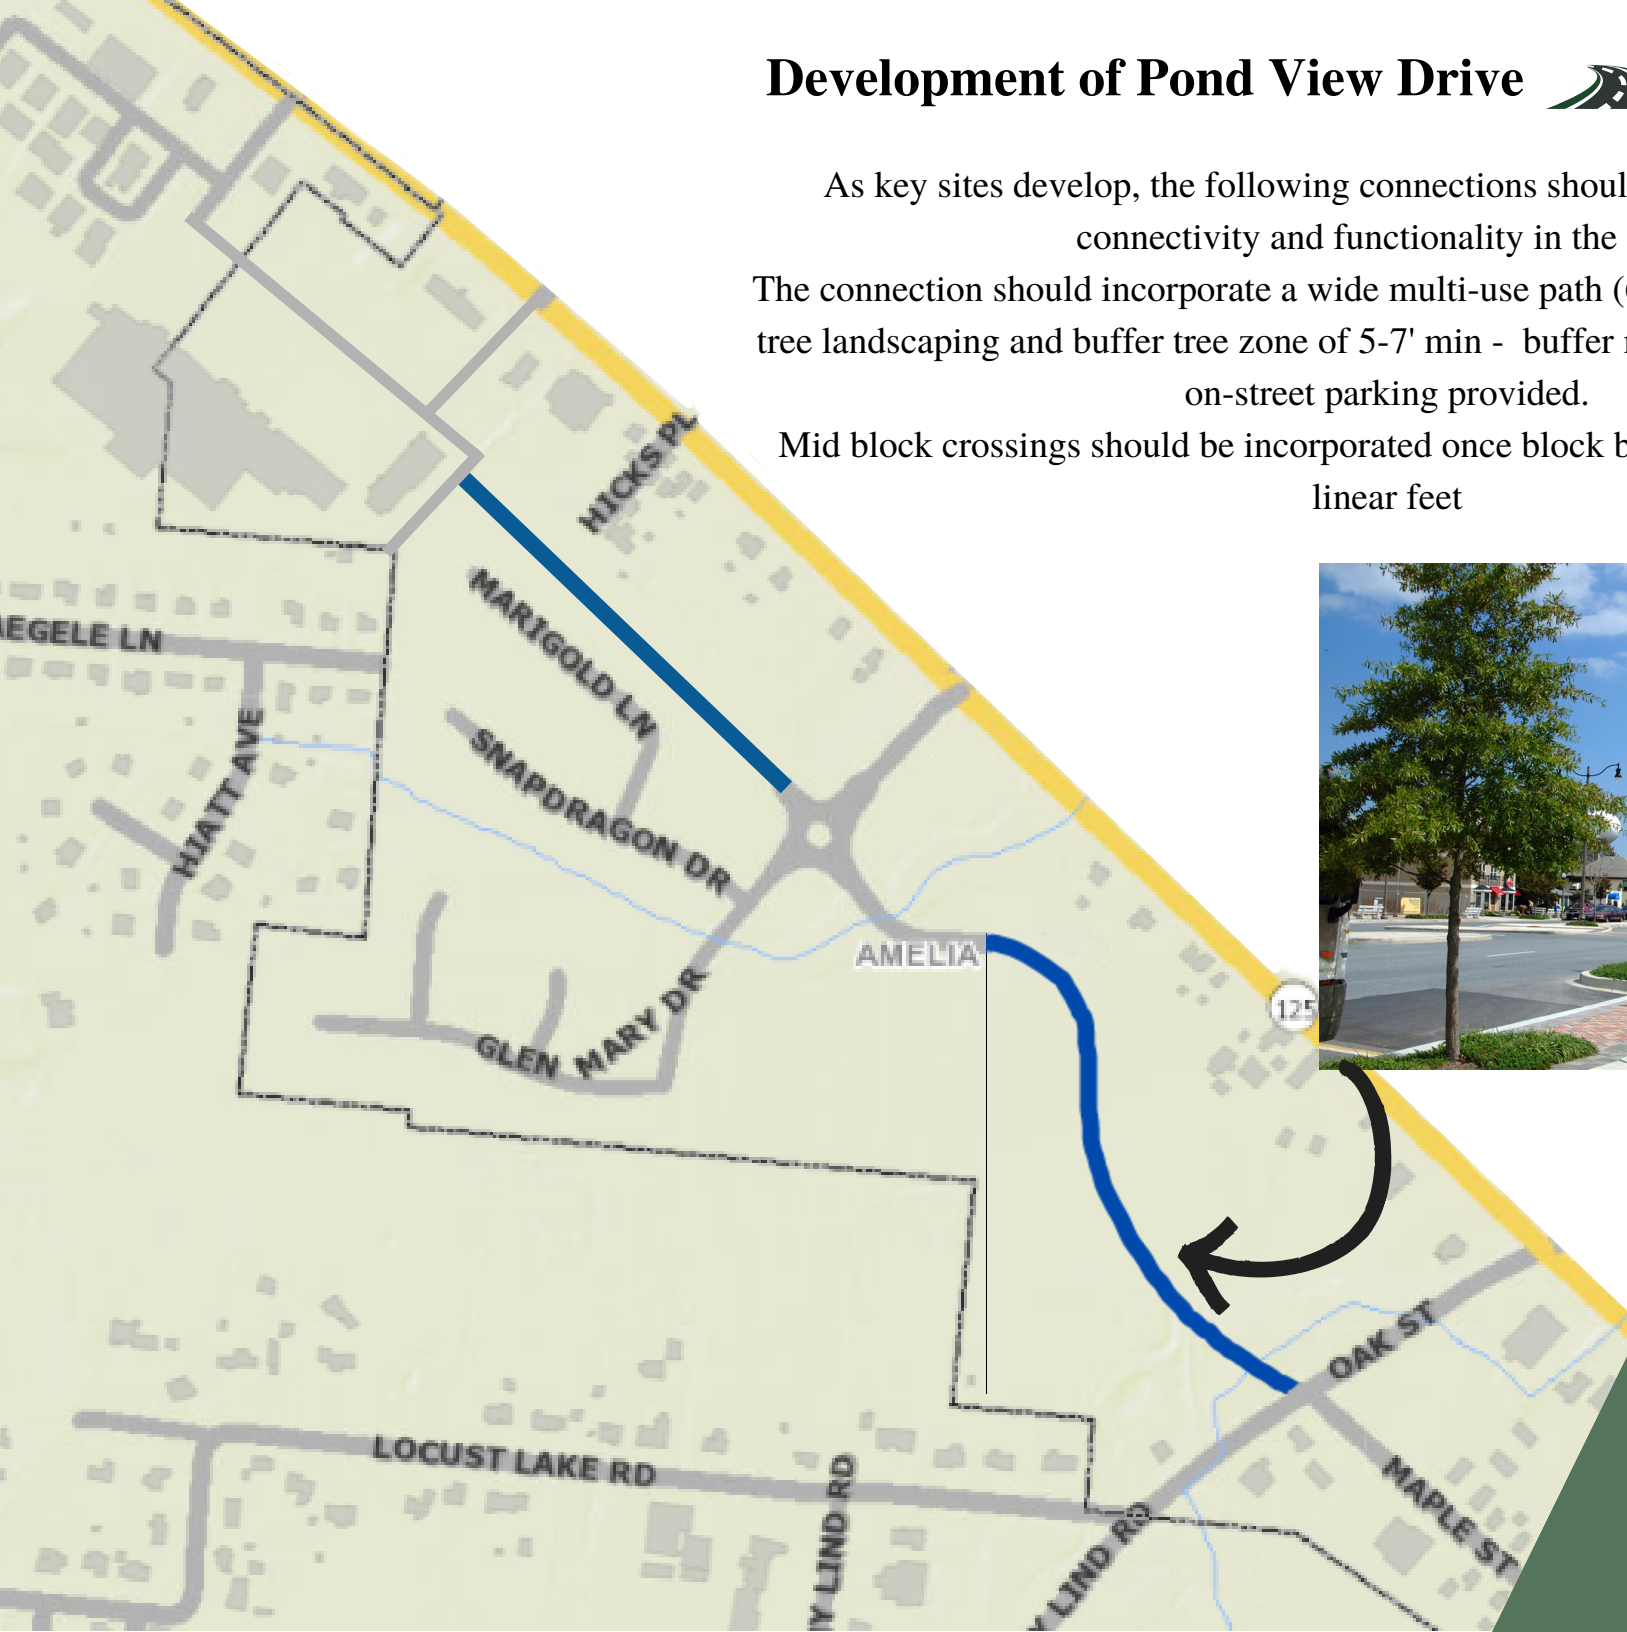 Development of Pond View Drive
As key sites develop, the following connections
connectivity and functionality in the
The connection should incorporate a wide multi-use path
tree landscaping and buffer tree zone of 5-7' min - buffer
on-street parking provided.
Mid block crossings should be incorporated once block
linear feet
HICKS PL
MARIGOLD LN
LN
HIATT AVE
SNAPDRAGON DR
AMELIA
125
GLEN MARY DR
OAK ST
LOCUST LAKE RD
LIND RD
LIND RD
MAPLE ST